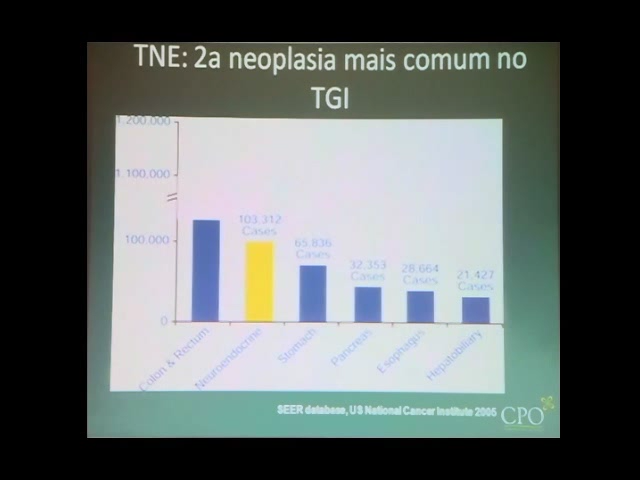 TNE: 2a neoplasia mais comum no
TGI
1,200,000
1,100,000
100,000
0
103,312
Cases
65,836
Cases
32,353
Cases
28,664
Cases
21,427
Cases
Colon & Rectum
Neuroendocrine
Stomach
Pancreas
Esophagus
Hepatobiliary
SEER database, US National Cancer Institute 2005
CPO